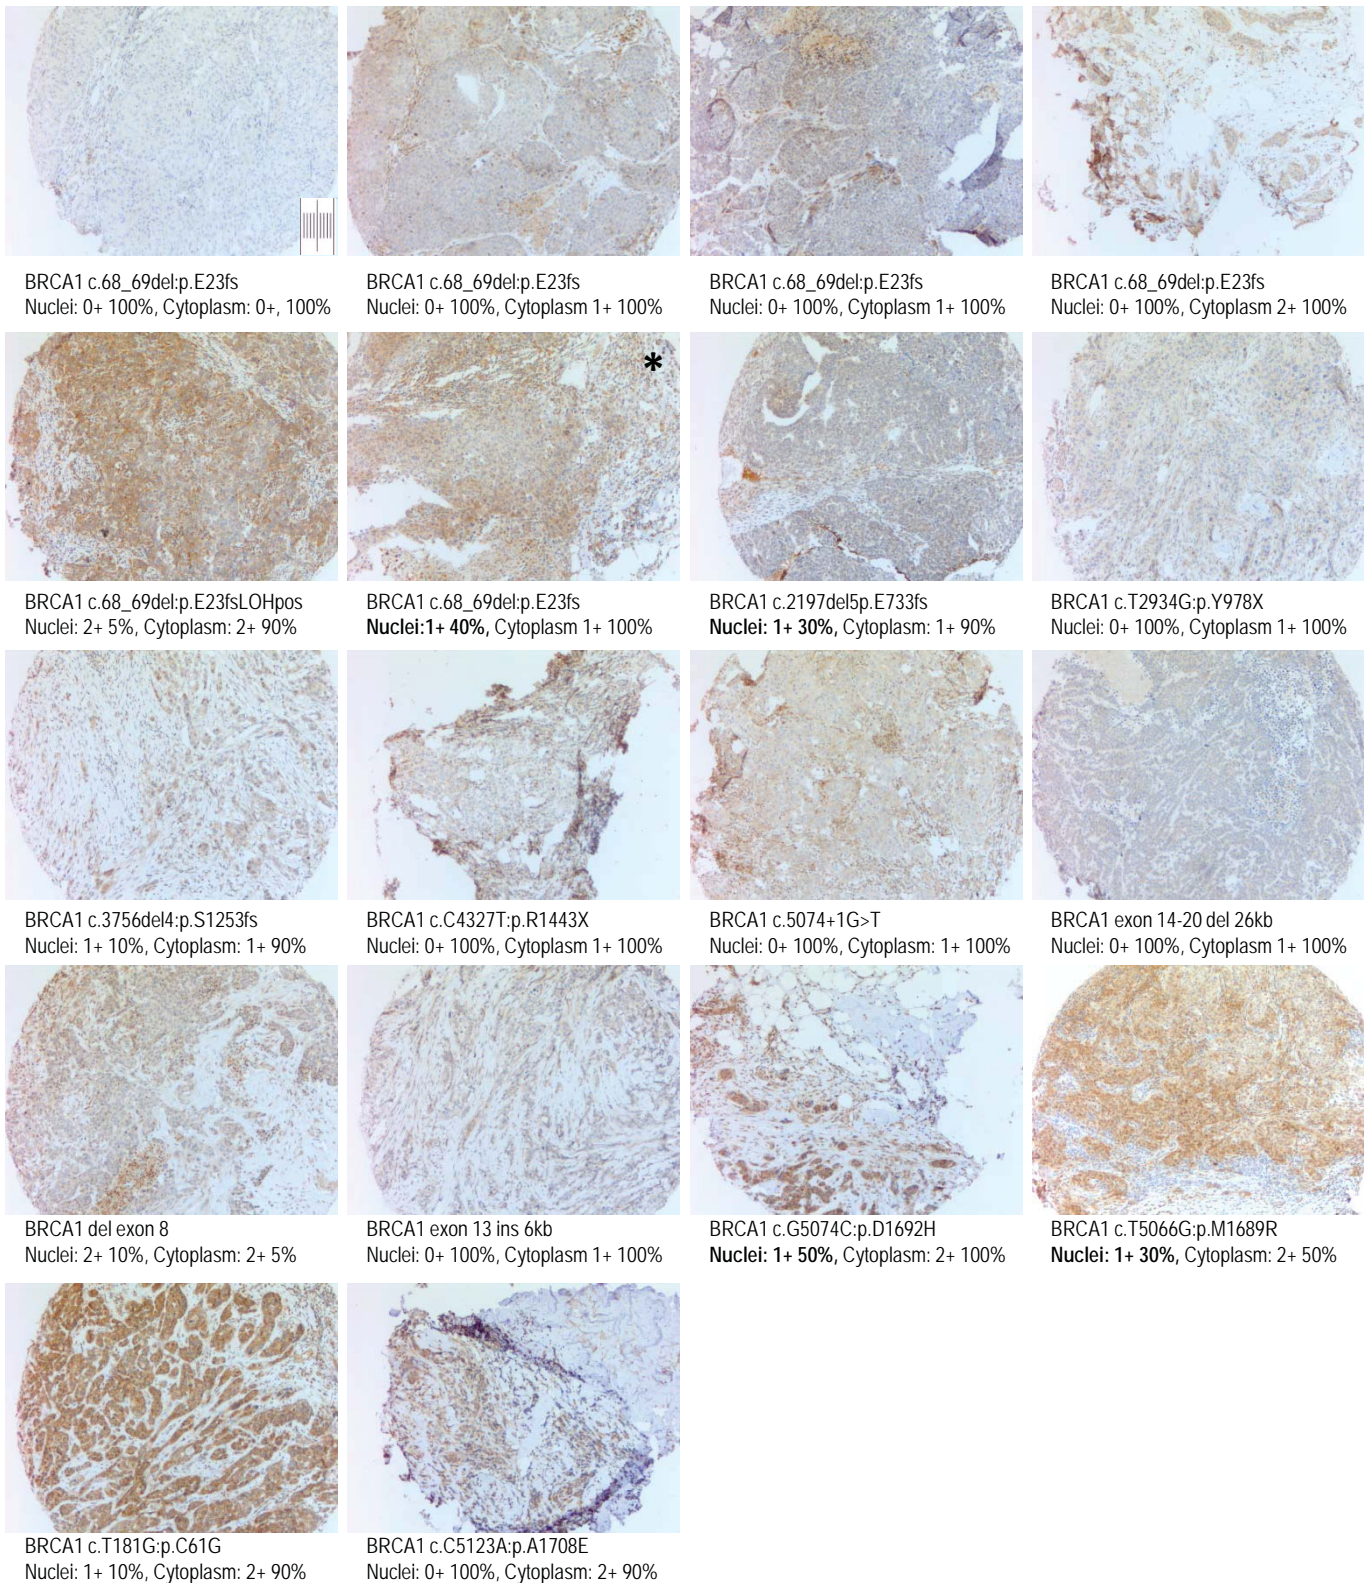 BRCA1 c.68_69del:p.E23fs
Nuclei: 0+ 100%, Cytoplasm: 0+, 100%
BRCA1 c.68_69del:p.E23fs
Nuclei: 0+ 100%, Cytoplasm 1+ 100%
BRCA1 c.68_69del:p.E23fs
Nuclei: 0+ 100%, Cytoplasm 1+ 100%
BRCA1 c.68_69del:p.E23fs
Nuclei: 0+ 100%, Cytoplasm 2+ 100%
*
BRCA1 c.68_69del:p.E23fsLOHpos
Nuclei: 2+ 5%, Cytoplasm: 2+ 90%
BRCA1 c.68_69del:p.E23fs
Nuclei:1+ 40%, Cytoplasm 1+ 100%
BRCA1 c.2197del5p.E733fs
Nuclei: 1+ 30%, Cytoplasm: 1+ 90%
BRCA1 c.T2934G:p.Y978X
Nuclei: 0+ 100%, Cytoplasm 1+ 100%
BRCA1 c.3756del4:p.S1253fs
Nuclei: 1+ 10%, Cytoplasm: 1+ 90%
BRCA1 c.C4327T:p.R1443X
Nuclei: 0+ 100%, Cytoplasm 1+ 100%
BRCA1 c.5074+1G>T
Nuclei: 0+ 100%, Cytoplasm: 1+ 100%
BRCA1 exon 14-20 del 26kb
Nuclei: 0+ 100%, Cytoplasm 1+ 100%
BRCA1 del exon 8
Nuclei: 2+ 10%, Cytoplasm: 2+ 5%
BRCA1 exon 13 ins 6kb
Nuclei: 0+ 100%, Cytoplasm 1+ 100%
BRCA1 c.G5074C:p.D1692H
Nuclei: 1+ 50%, Cytoplasm: 2+ 100%
BRCA1 c.T5066G:p.M1689R
Nuclei: 1+ 30%, Cytoplasm: 2+ 50%
BRCA1 c.T181G:p.C61G
Nuclei: 1+ 10%, Cytoplasm: 2+ 90%
BRCA1 c.C5123A:p.A1708E
Nuclei: 0+ 100%, Cytoplasm: 2+ 90%